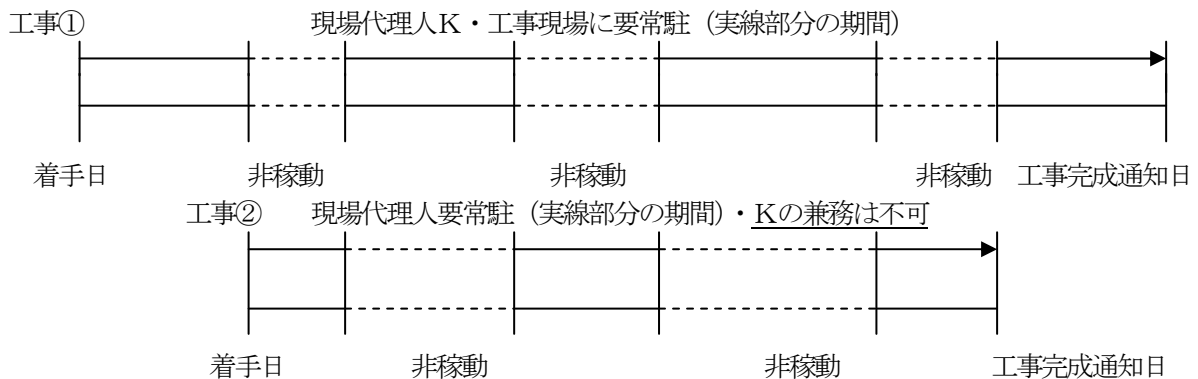 工事① 現場代理人K・工事現場に要常駐（実線部分の期間）
着手日 非稼動 非稼動 非稼動 工事完成通知日
工事② 現場代理人要常駐（実線部分の期間）・Kの兼務は不可
着手日 非稼動 非稼動 工事完成通知日